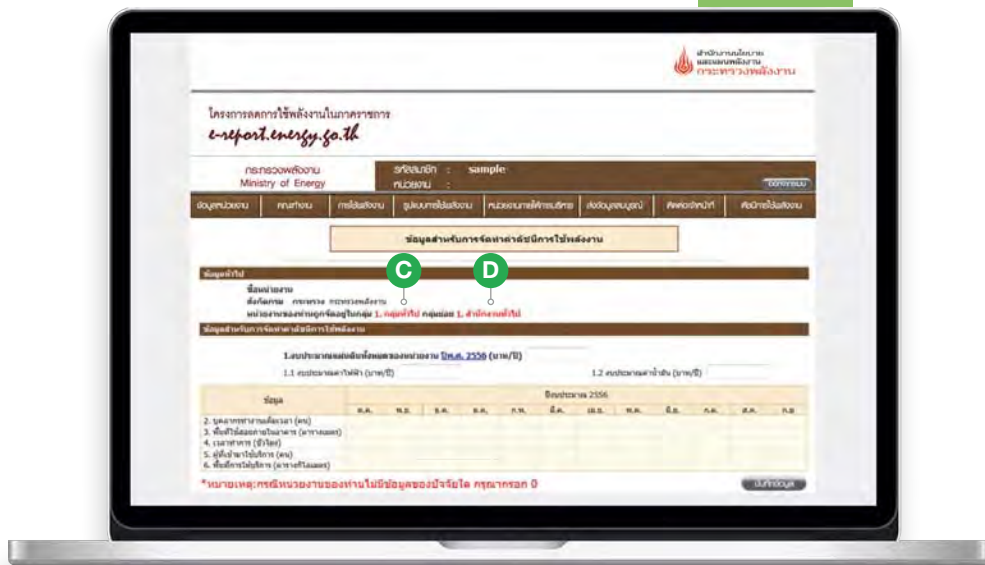 สำนักงานนโยบาย
และแผนพลังงาน
กระทรวงพลังงาน
โครงการลดการใช้พลังงานในภาคราชการ
e-report.energy.go.th
กระทรวงพลังงาน
Ministry of Energy
รหัสสมาชิก : sample
หน่วยงาน :
ออกจากระบบ
ข้อมูลหน่วยงาน คณะทำงาน การใช้พลังงาน รูปแบบการใช้พลังงาน หน่วยงานภายใต้การบริหาร ส่งข้อมูลสมบูรณ์ ติดต่อเจ้าหน้าที่ ดัชนีการใช้พลังงาน
ข้อมูลสำหรับการจัดทำค่าดัชนีการใช้พลังงาน
C D
ข้อมูลทั่วไป
ชื่อหน่วยงาน
สังกัดกรม กระทรวง กระทรวงพลังงาน
หน่วยงานของท่านถูกจัดอยู่ในกลุ่ม 1. กลุ่มทั่วไป กลุ่มย่อย 1. สำนักงานทั่วไป
ข้อมูลสำหรับการจัดทำค่าดัชนีการใช้พลังงาน
1.งบประมาณแผ่นดินทั้งหมดของหน่วยงาน ปีพ.ศ. 2556 (บาท/ปี)
1.1 งบประมาณค่าไฟฟ้า (บาท/ปี) 1.2 งบประมาณค่าน้ำมัน (บาท/ปี)
ข้อมูล ปีงบประมาณ 2556
ต.ค. พ.ย. ธ.ค. ม.ค. ก.พ. มี.ค. เม.ย. พ.ค. มิ.ย. ก.ค. ส.ค. ก.ย
2. บุคลากรทำงานเต็มเวลา (คน)
3. พื้นที่ใช้สอยภายในอาคาร (ตารางเมตร)
4. เวลาทำการ (ชั่วโมง)
5. ผู้ที่เข้ามาใช้บริการ (คน)
6. พื้นที่การให้บริการ (ตารางกิโลเมตร)
*หมายเหตุ:กรณีหน่วยงานของท่านไม่มีข้อมูลของปัจจัยใด กรุณากรอก 0
บันทึกข้อมูล